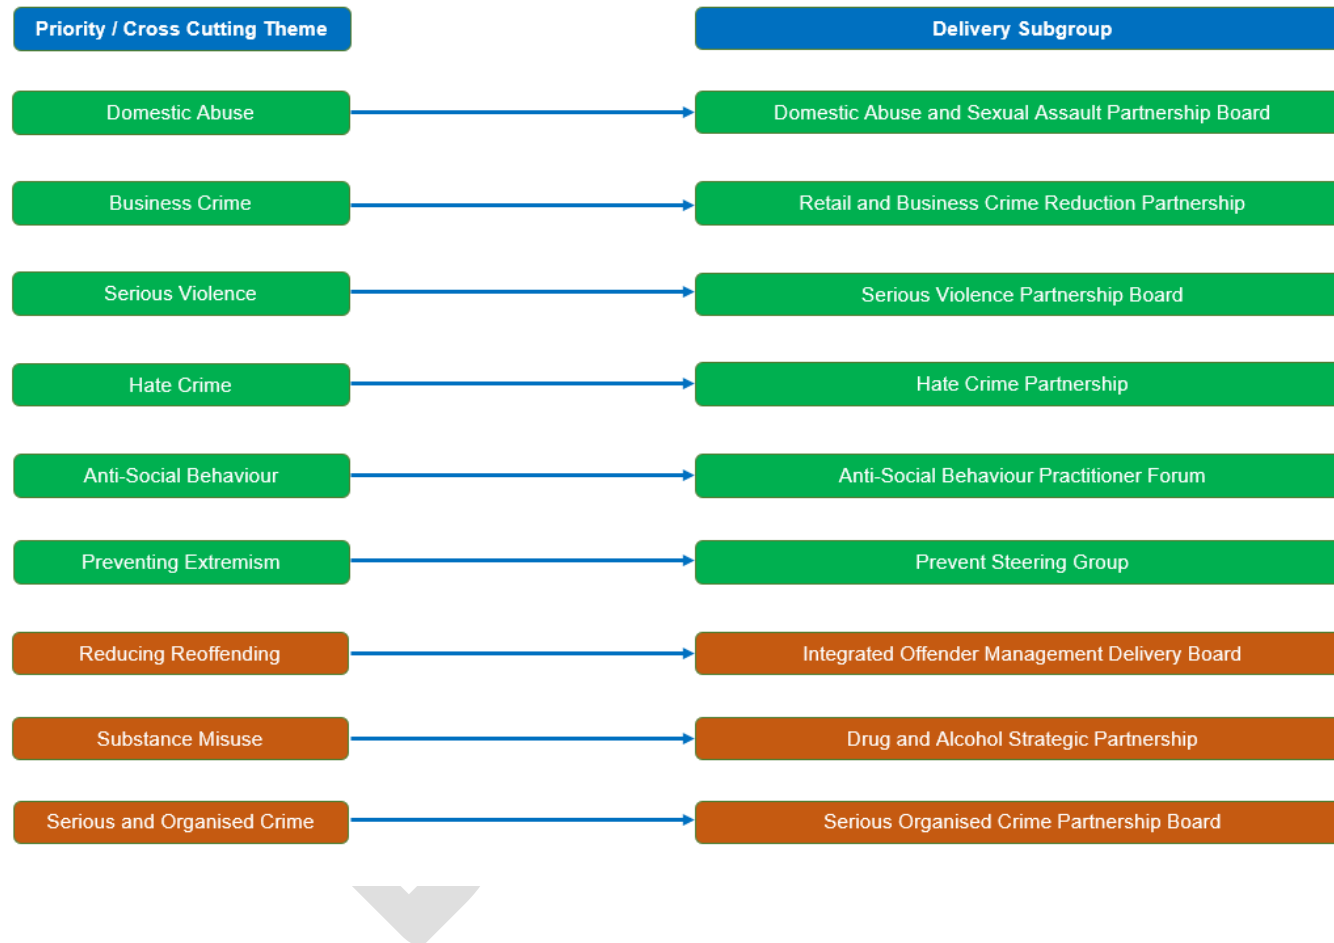 Priority / Cross Cutting Theme
Delivery Subgroup
Domestic Abuse
Domestic Abuse and Sexual Assault Partnership Board
Business Crime
Retail and Business Crime Reduction Partnership
Serious Violence
Serious Violence Partnership Board
Hate Crime
Hate Crime Partnership
Anti-Social Behaviour
Anti-Social Behaviour Practitioner Forum
Preventing Extremism
Prevent Steering Group
Reducing Reoffending
Integrated Offender Management Delivery Board
Substance Misuse
Drug and Alcohol Strategic Partnership
Serious and Organised Crime
Serious Organised Crime Partnership Board